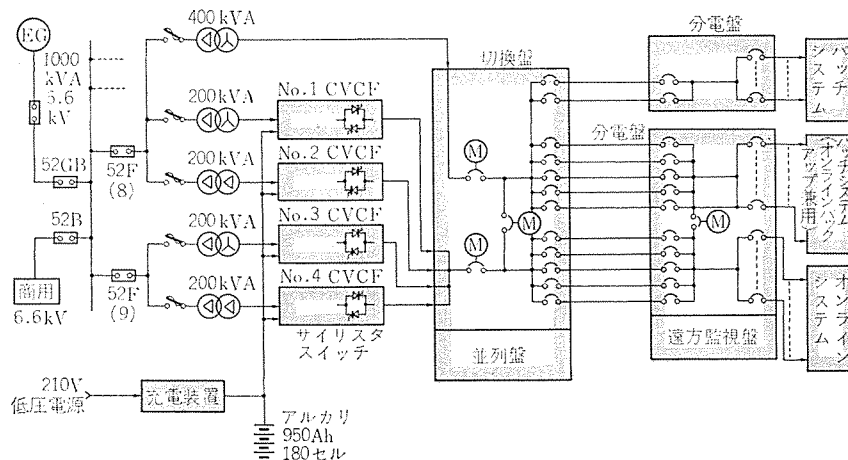 EG
1000
kVA
5.6
kV
52GB
52B
商用
6.6kV
52F
(8)
52F
(9)
400kVA
200kVA
200kVA
200kVA
200kVA
No.1 CVCF
No.2 CVCF
No.3 CVCF
No.4 CVCF
サイリスタ
スイッチ
210V
低圧電源
充電装置
アルカリ
950Ah
180セル
切換盤
M
M
M
並列盤
分電盤
分電盤
M
遠方監視盤
バッチ
システム
バッチシステム
(オンラインバック
アップ兼用)
オンライン
システム